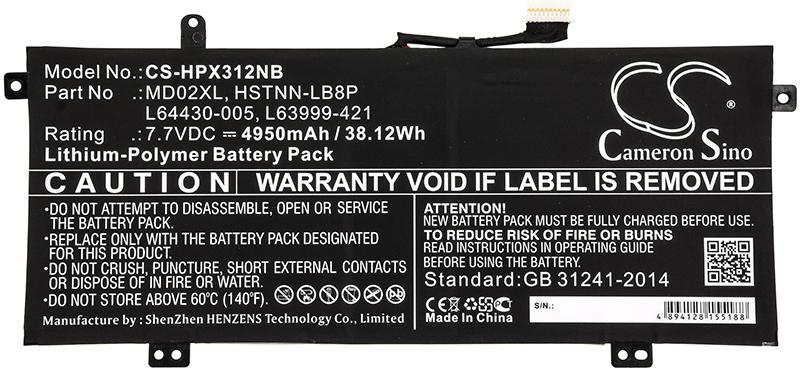 Model No.: CS-HPX312NB
Part No : MD02XL, HSTNN-LB8P
L64430-005, L63999-421
Rating : 7.7VDC ⎓ 4950mAh / 38.12Wh
Lithium-Polymer Battery Pack
CS
Cameron Sino
CAUTION
WARRANTY VOID IF LABEL IS REMOVED
•DO NOT ATTEMPT TO DISASSEMBLE, OPEN OR SERVICE
THE BATTERY PACK.
•REPLACE ONLY WITH THE BATTERY PACK DESIGNATED
FOR THIS PRODUCT.
•DO NOT CRUSH, PUNCTURE, SHORT EXTERNAL CONTACTS
OR DISPOSE OF IN FIRE OR WATER.
•DO NOT STORE ABOVE 60°C (140°F).
Manufacture by : ShenZhen HENZENS Technology Co., Limited
ATTENTION!
NEW BATTERY PACK MUST BE FULLY CHARGED BEFORE USE.
TO REDUCE RISK OF FIRE OR BURNS
READ INSTRUCTIONS IN OPERATING GUIDE
BEFORE USING THE BATTERY.
Standard: GB 31241-2014
CE
Made In China
S/N.:
4 894128 155188